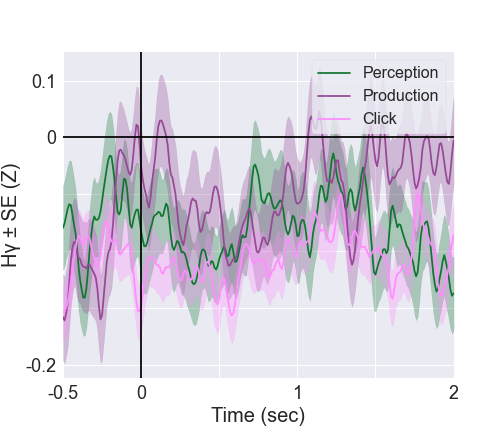 Perception
Production
Click
0.1
0
-0.2
Hγ ± SE (Z)
-0.5
0
1
2
Time (sec)